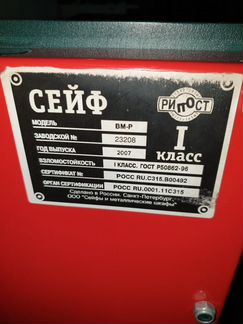 СЕЙФ
РИПОСТ
МОДЕЛЬ ВМ-Р
ЗАВОДСКОЙ № 23208
ГОД ВЫПУСКА 2007
I КЛАСС
ВЗЛОМОСТОЙКОСТЬ I КЛАСС. ГОСТ Р50862-96
СЕРТИФИКАТ № РОСС RU.C315.B00492
ОРГАН СЕРТИФИКАЦИИ РОСС RU.0001.11С315
Сделано в России. Санкт-Петербург,
ООО "Сейфы и металлические шкафы"